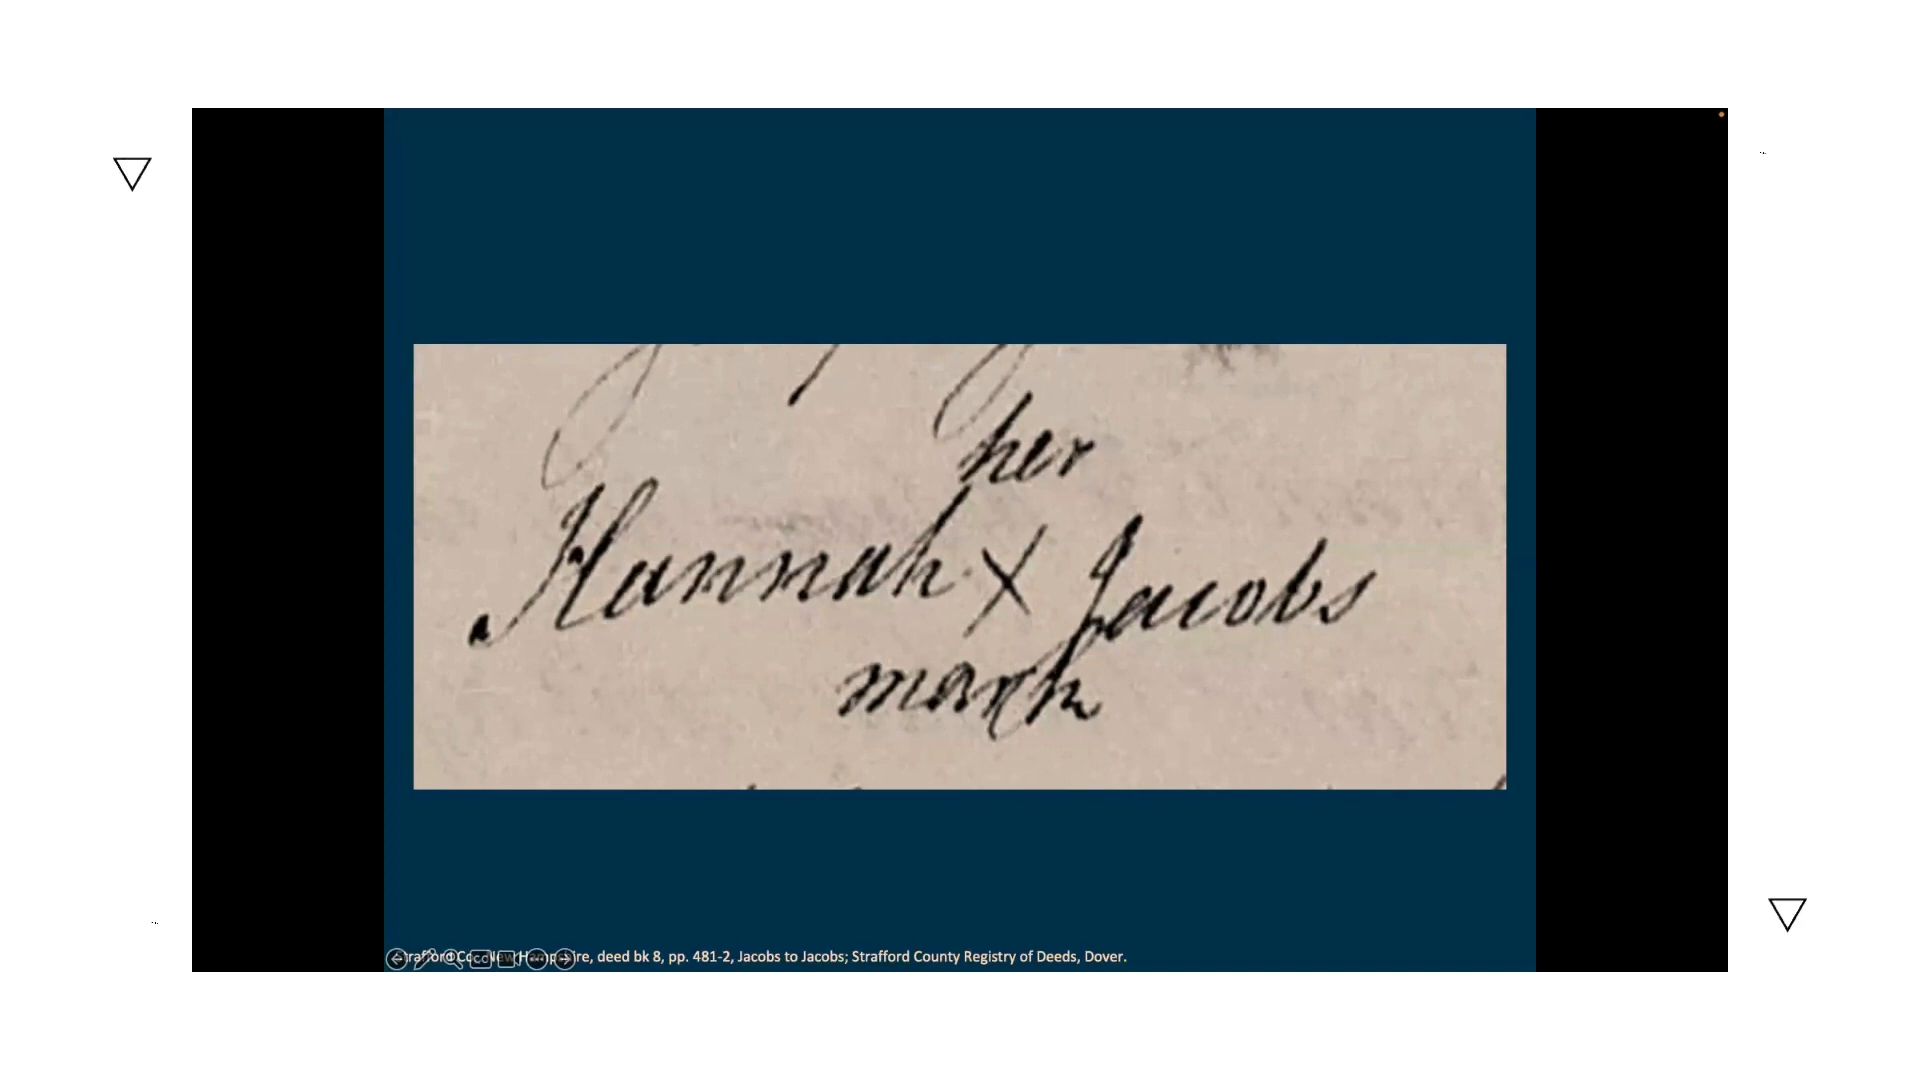 her
Hannah X Jacobs
mark
Strafford Co., New Hampshire, deed bk 8, pp. 481-2, Jacobs to Jacobs; Strafford County Registry of Deeds, Dover.